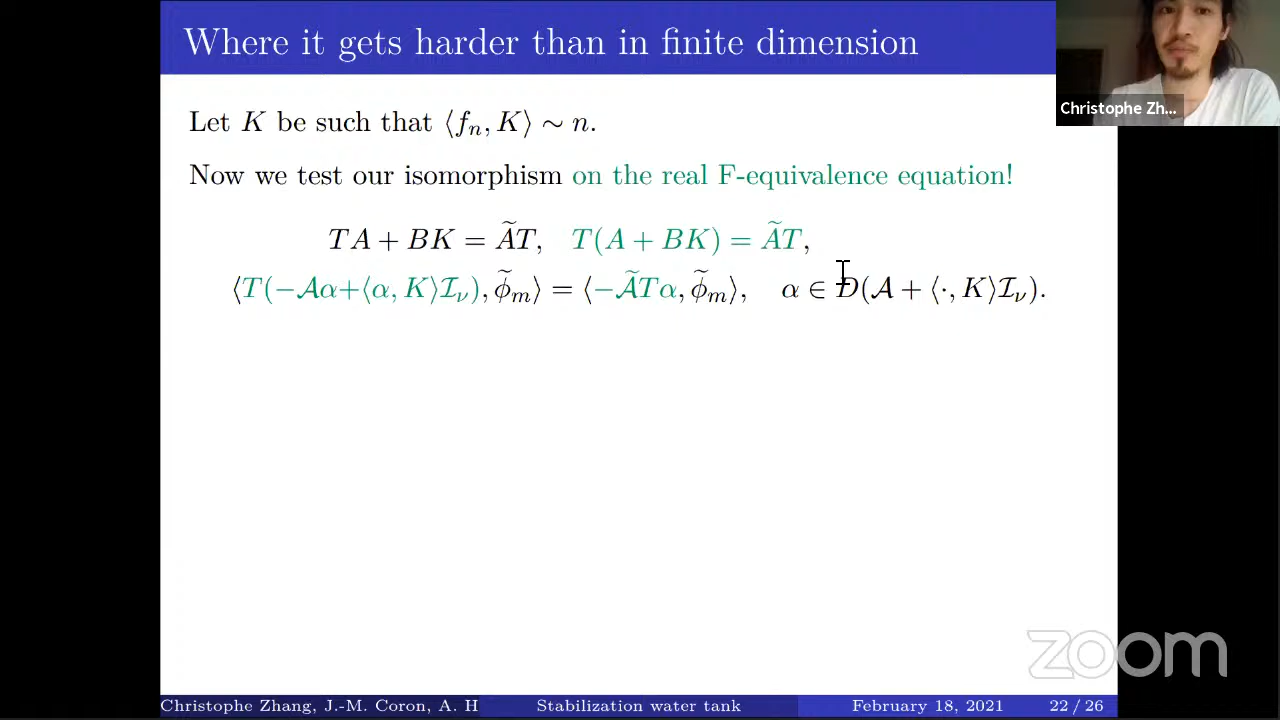 Where it gets harder than in finite dimension
Christophe Zh...
Let K be such that ⟨fₙ, K⟩ ∼ n.
Now we test our isomorphism on the real F-equivalence equation!
TA + BK = ÃT, T(A + BK) = ÃT,
⟨T(−𝒜α+⟨α, K⟩ℐ_ν), φ̃_m⟩ = ⟨−𝒜̃Tα, φ̃_m⟩, α ∈ D(𝒜 + ⟨·, K⟩ℐ_ν).
zoom
Christophe Zhang, J.-M. Coron, A. H Stabilization water tank February 18, 2021 22 / 26